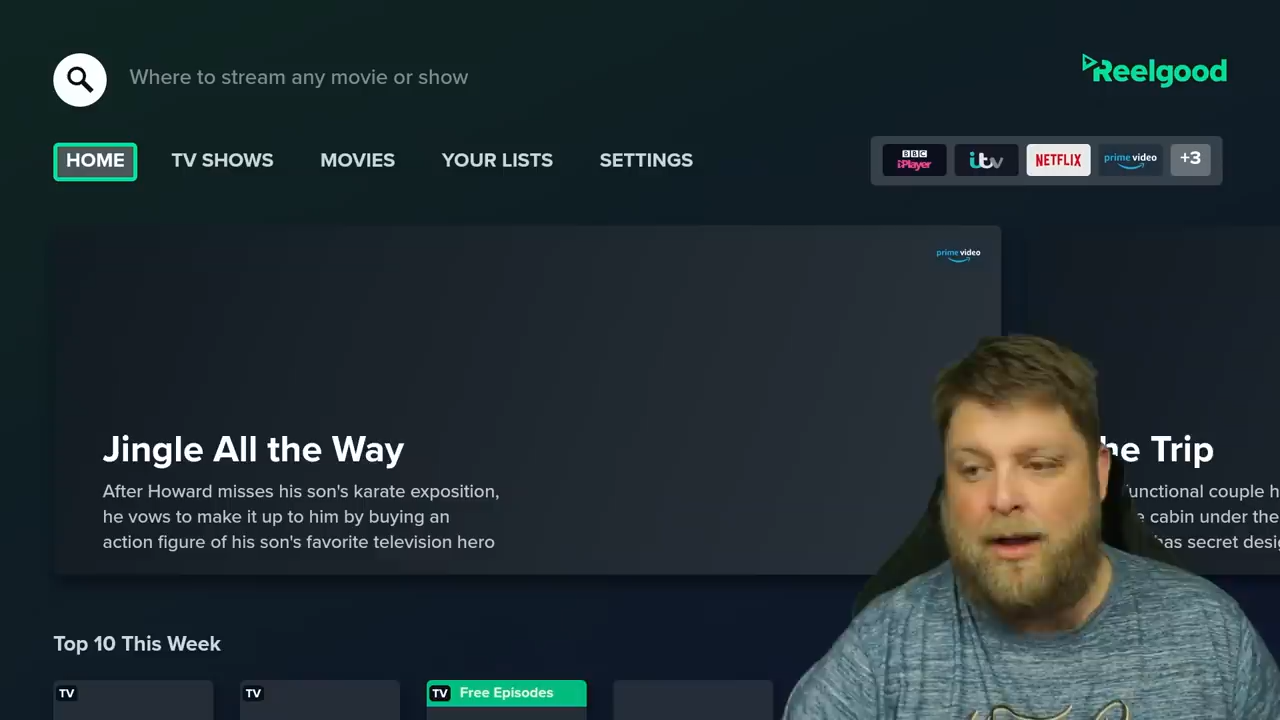 Where to stream any movie or show
Reelgood
HOME
TV SHOWS
MOVIES
YOUR LISTS
SETTINGS
BBC
iPlayer
itv
NETFLIX
prime video
+3
prime video
Jingle All the Way
After Howard misses his son's karate exposition,
he vows to make it up to him by buying an
action figure of his son's favorite television hero
he Trip
functional couple h
cabin under the
has secret desi
Top 10 This Week
TV
TV
TV Free Episodes